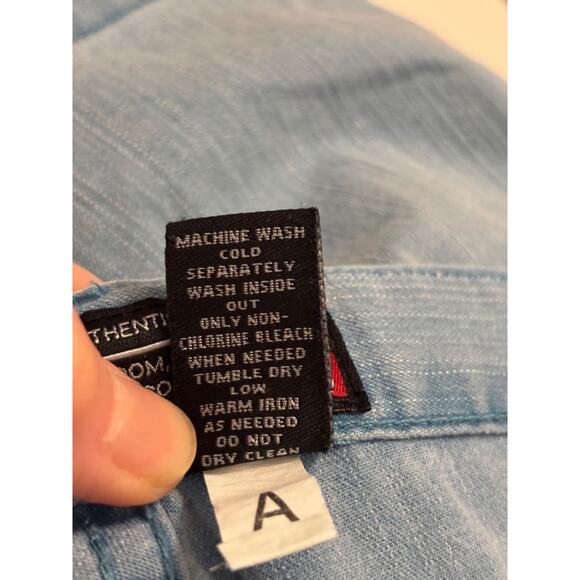 MACHINE WASH
COLD
SEPARATELY
WASH INSIDE
OUT
ONLY NON-
CHLORINE BLEACH
WHEN NEEDED
TUMBLE DRY
LOW
WARM IRON
AS NEEDED
DO NOT
DRY CLEAN
A